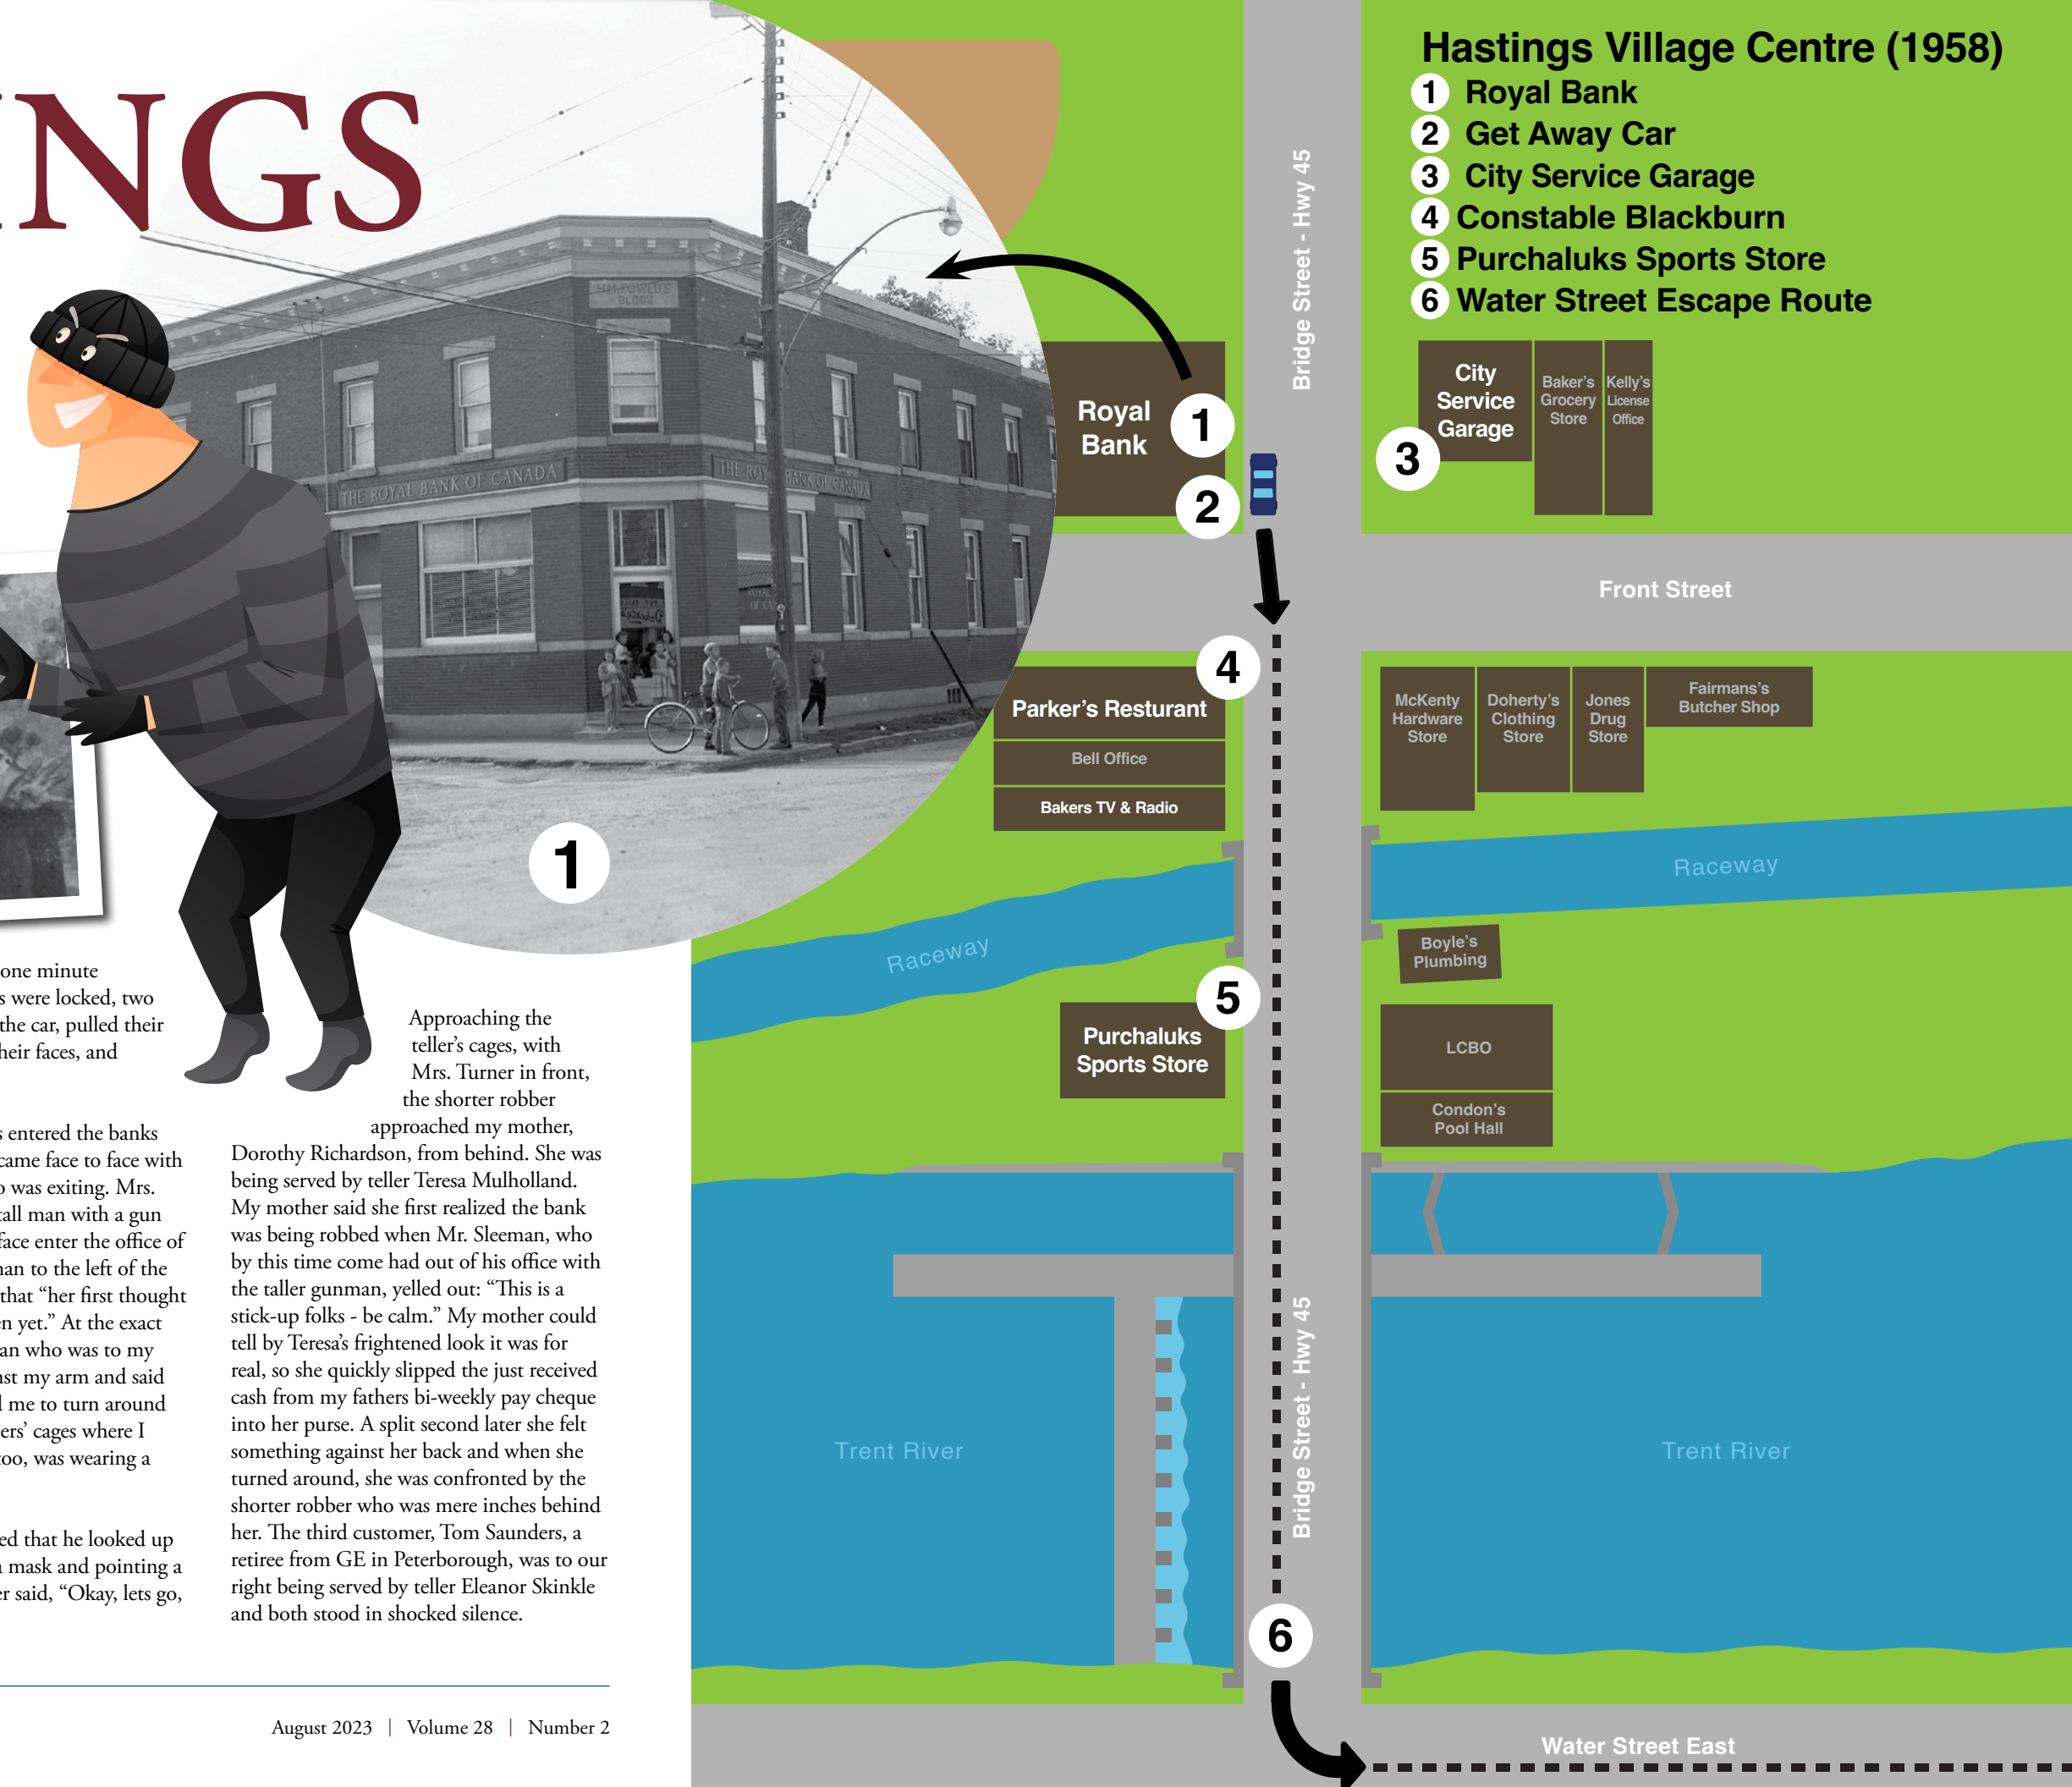 INGS
HM FOWLDS
BLOCK
THE ROYAL BANK OF CANADA
THE ROYAL BANK OF CANADA
1
one minute
s were locked, two
the car, pulled their
heir faces, and
s entered the banks
came face to face with
o was exiting. Mrs.
tall man with a gun
face enter the office of
nan to the left of the
that “her first thought
en yet.” At the exact
an who was to my
nst my arm and said
d me to turn around
ers’ cages where I
too, was wearing a
ed that he looked up
a mask and pointing a
er said, “Okay, lets go,
Approaching the
teller’s cages, with
Mrs. Turner in front,
the shorter robber
approached my mother,
Dorothy Richardson, from behind. She was
being served by teller Teresa Mulholland.
My mother said she first realized the bank
was being robbed when Mr. Sleeman, who
by this time come had out of his office with
the taller gunman, yelled out: “This is a
stick-up folks - be calm.” My mother could
tell by Teresa’s frightened look it was for
real, so she quickly slipped the just received
cash from my fathers bi-weekly pay cheque
into her purse. A split second later she felt
something against her back and when she
turned around, she was confronted by the
shorter robber who was mere inches behind
her. The third customer, Tom Saunders, a
retiree from GE in Peterborough, was to our
right being served by teller Eleanor Skinkle
and both stood in shocked silence.
August 2023 | Volume 28 | Number 2
Hastings Village Centre (1958)
1 Royal Bank
2 Get Away Car
3 City Service Garage
4 Constable Blackburn
5 Purchaluks Sports Store
6 Water Street Escape Route
Bridge Street - Hwy 45
Royal
Bank
1
2
City
Service
Garage
3
Baker’s
Grocery
Store
Kelly’s
License
Office
Front Street
4
Parker’s Resturant
Bell Office
Bakers TV & Radio
McKenty
Hardware
Store
Doherty’s
Clothing
Store
Jones
Drug
Store
Fairmans’s
Butcher Shop
Raceway
Raceway
Boyle’s
Plumbing
5
Purchaluks
Sports Store
LCBO
Condon’s
Pool Hall
Trent River
Bridge Street - Hwy 45
Trent River
6
Water Street East